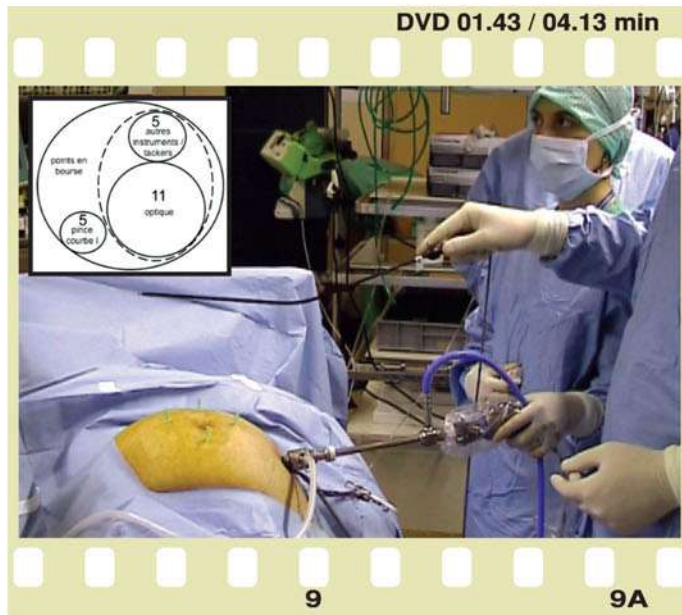 DVD 01.43 / 04.13 min
5
autres
instruments /
tackers
points en
bourse
11
optique
5
pince
courbe I
9
9A